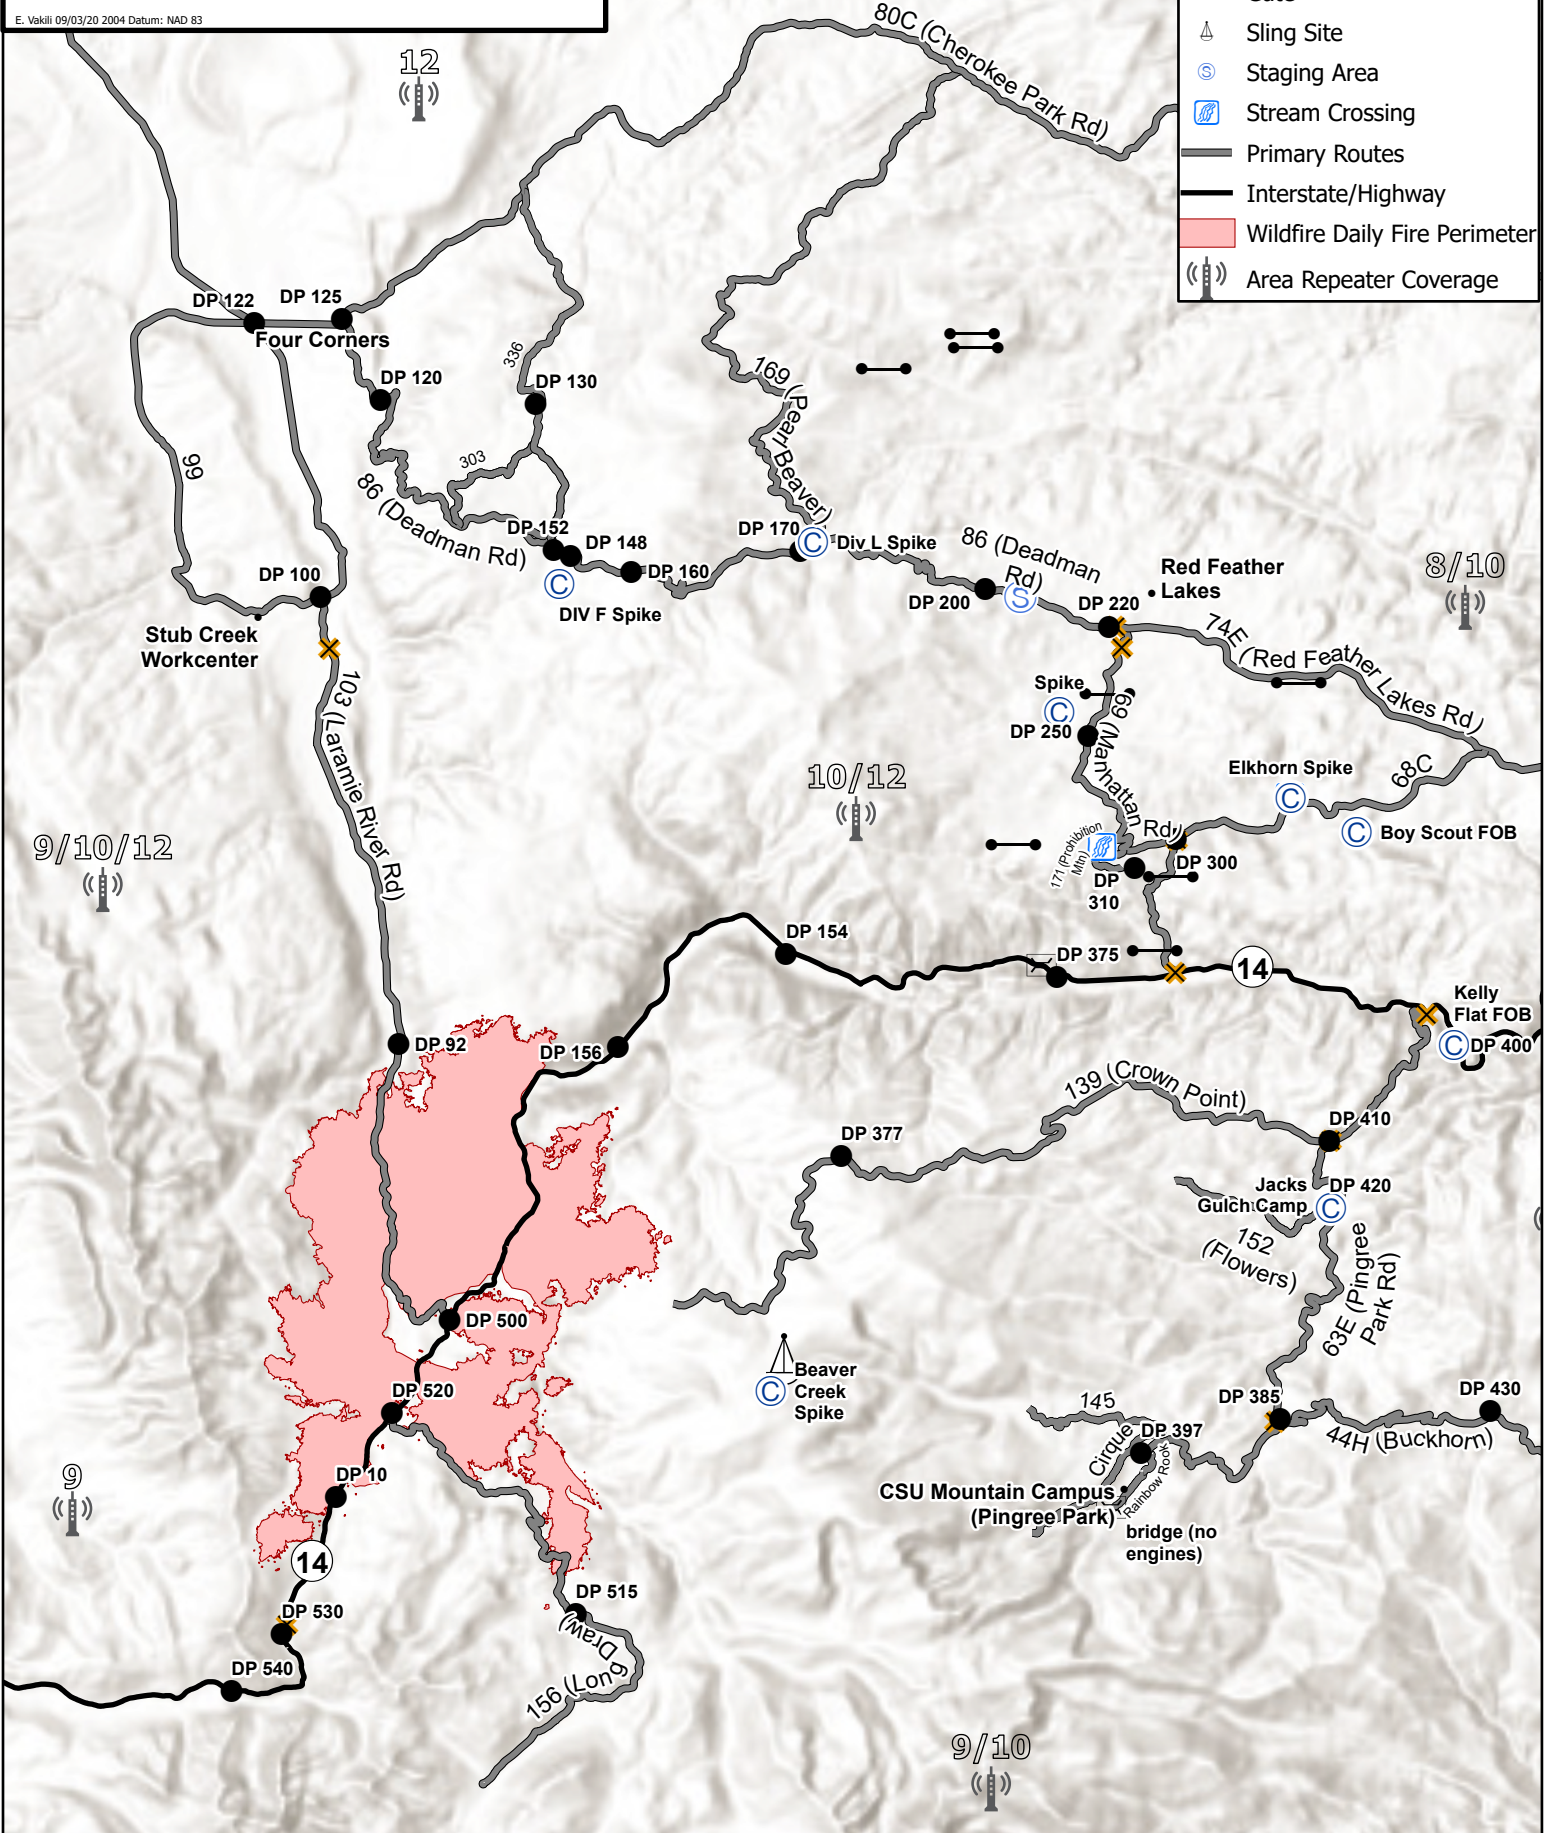 E. Vakili 09/03/20 2004 Datum: NAD 83
Gate
Sling Site
S
Staging Area
Stream Crossing
Primary Routes
Interstate/Highway
Wildfire Daily Fire Perimeter
Area Repeater Coverage
80C (Cherokee Park Rd)
12
DP 122
DP 125
Four Corners
DP 120
336
DP 130
169 (Pearl Beaver)
99
303
86 (Deadman Rd)
DP 152
DP 148
DP 160
DP 170
C
Div L Spike
86 (Deadman
Rd)
C
DIV F Spike
DP 100
Stub Creek
Workcenter
DP 200
S
DP 220
Red Feather
Lakes
8/10
74E (Red Feather Lakes Rd)
103 (Laramie River Rd)
Spike
C
DP 250
69 (Manhattan
Rd)
10/12
Elkhorn Spike
C
68C
C
Boy Scout FOB
9/10/12
171 (Prohibition
Mtn)
DP
310
DP 300
DP 154
DP 375
14
Kelly
Flat FOB
C
DP 400
DP 92
DP 156
139 (Crown Point)
DP 377
DP 410
Jacks
Gulch Camp
DP 420
C
152
(Flowers)
63E (Pingree
Park Rd)
DP 500
DP 520
C
Beaver
Creek
Spike
145
DP 385
DP 430
44H (Buckhorn)
Cirque
DP 397
Rainbow Rook
CSU Mountain Campus
(Pingree Park)
bridge (no
engines)
DP 10
9
14
DP 530
DP 540
DP 515
156 (Long
Draw)
9/10